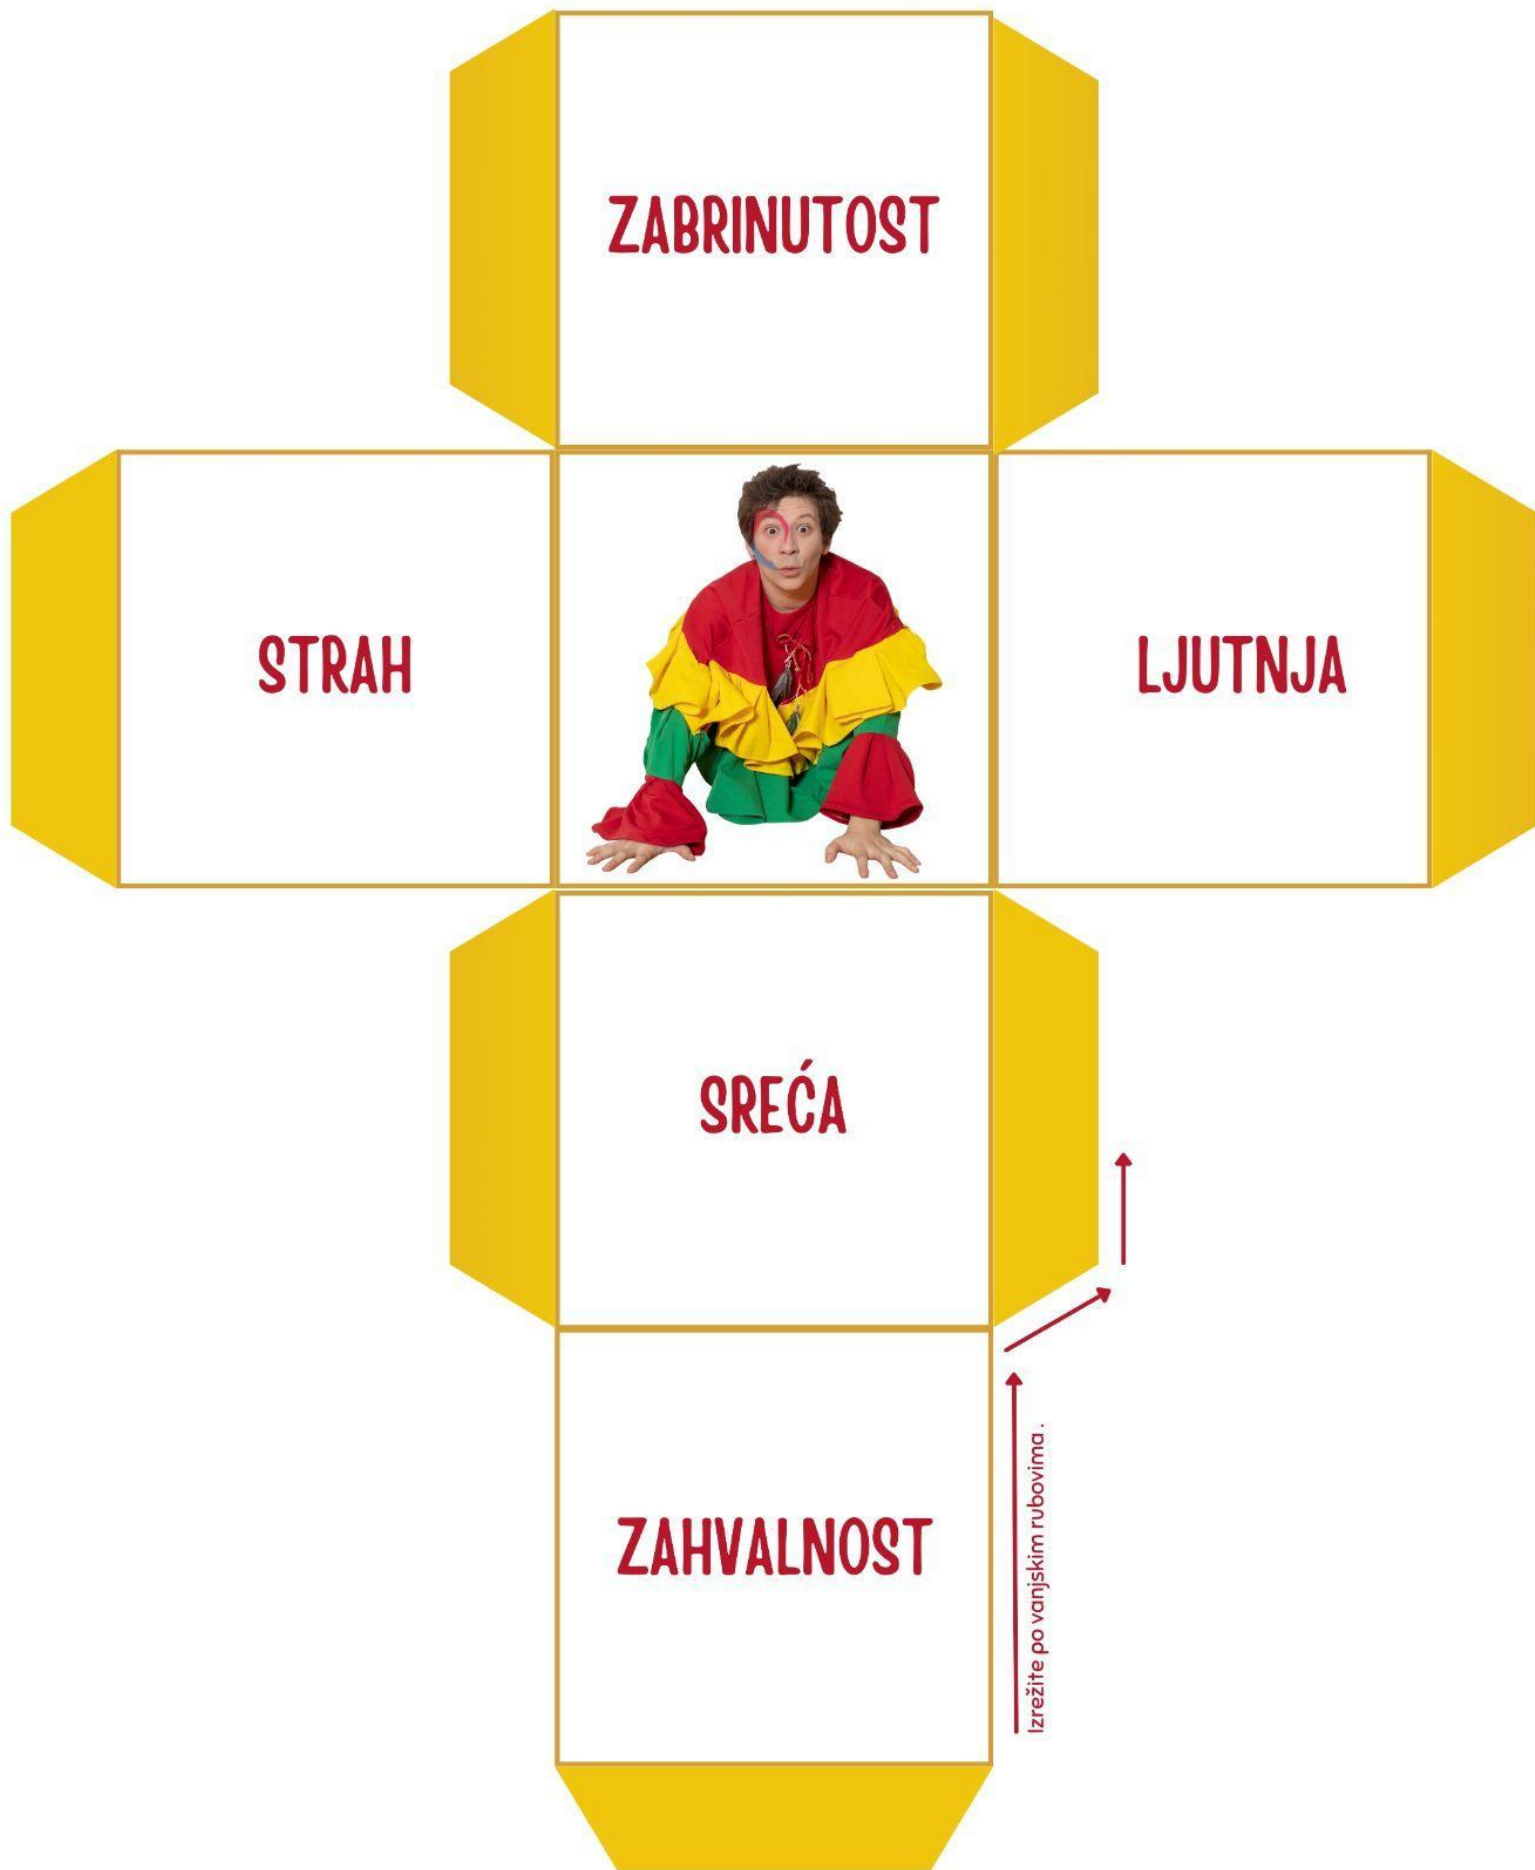 ZABRINUTOST
STRAH
LJUTNJA
SREĆA
ZAHVALNOST
Izrežite po vanjskim rubovima .